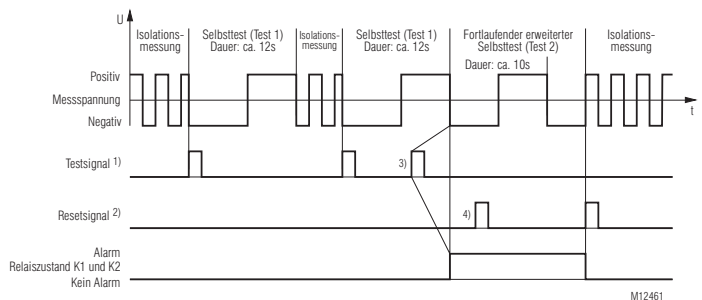 U
Isolations-
messung
Selbsttest (Test 1)
Dauer: ca. 12s
Isolations-
messung
Selbsttest (Test 1)
Dauer: ca. 12s
Fortlaufender erweiterter
Selbsttest (Test 2)
Dauer: ca. 10s
Isolations-
messung
Positiv
Messspannung
Negativ
t
Testsignal 1)
3)
Resetsignal 2)
4)
Alarm
Relaiszustand K1 und K2
Kein Alarm
M12461